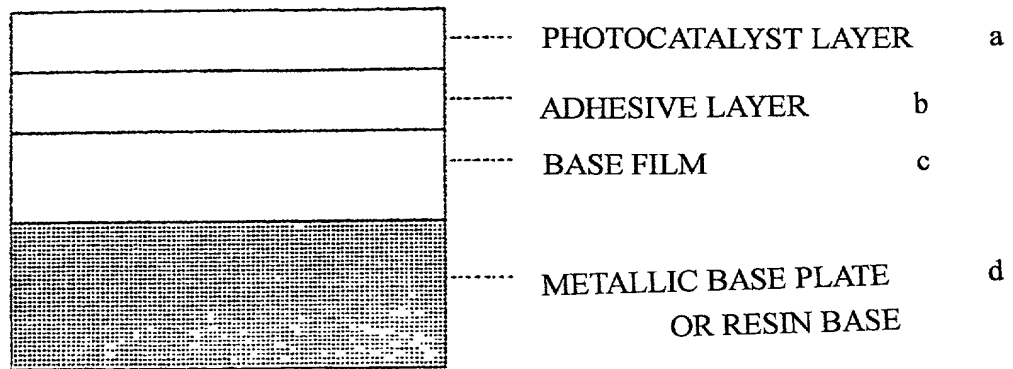 PHOTOCATALYST LAYER a
ADHESIVE LAYER b
BASE FILM c
METALLIC BASE PLATE d
OR RESIN BASE